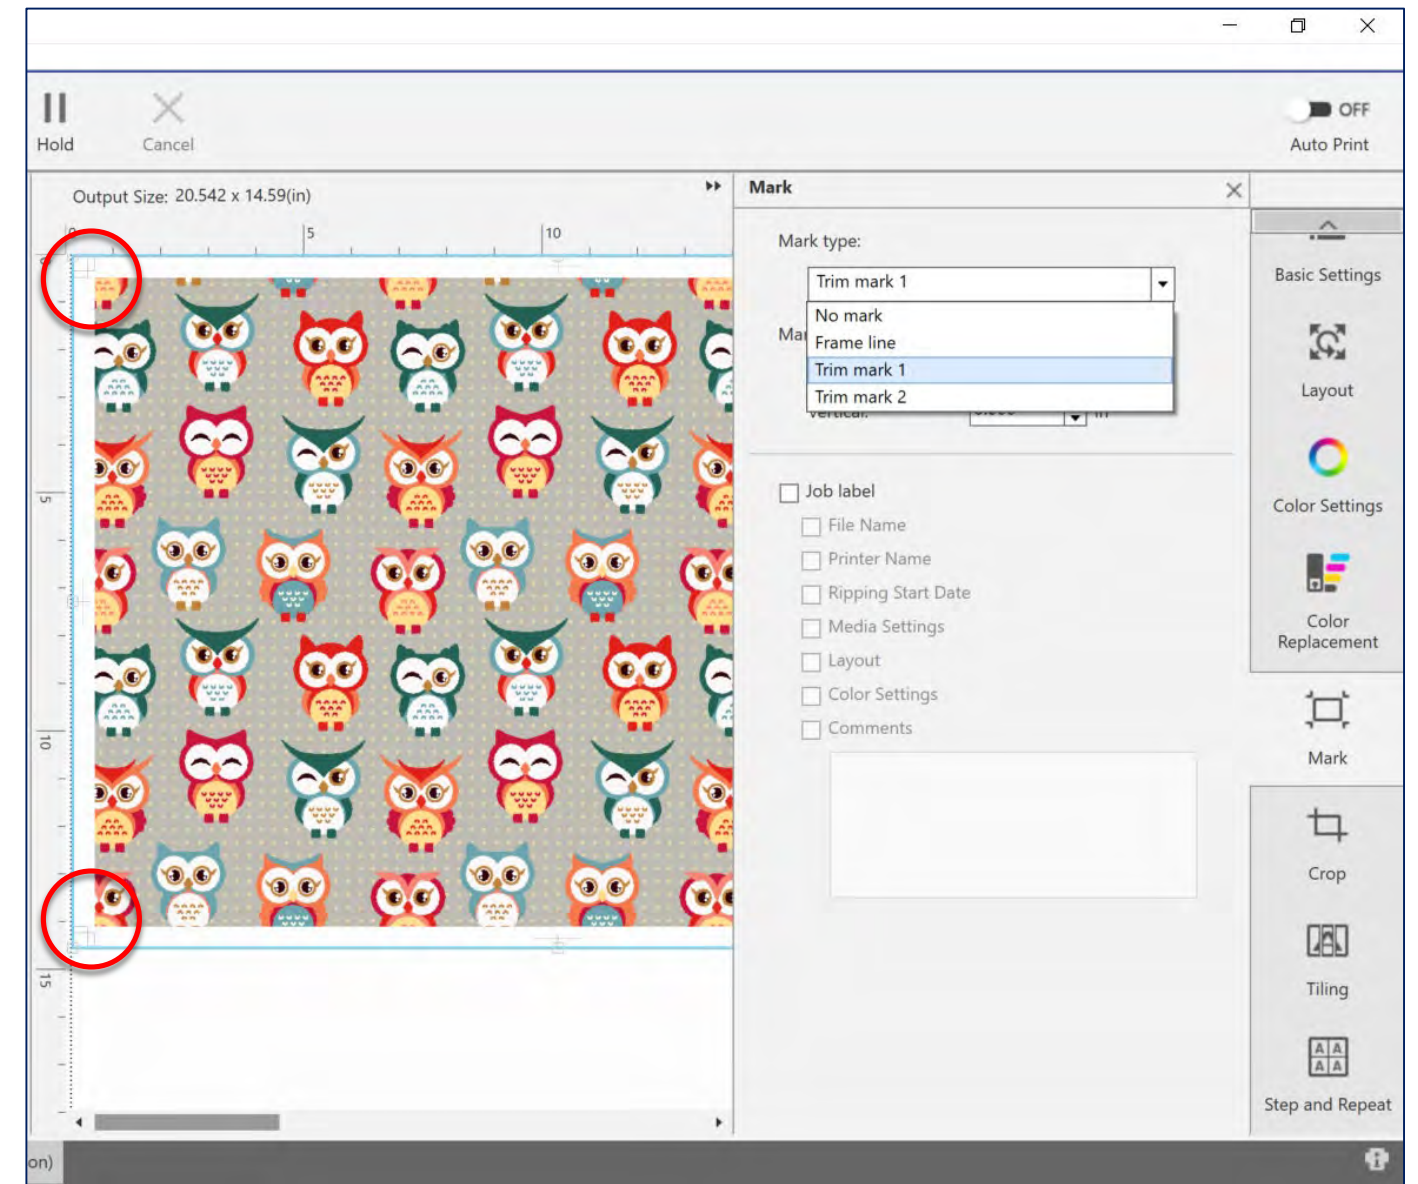 Hold
Cancel
OFF
Auto Print
Output Size: 20.542 x 14.59(in)
Mark
0
5
10
0
5
10
15
Mark type:
Trim mark 1
No mark
Frame line
Trim mark 1
Trim mark 2
in
Job label
File Name
Printer Name
Ripping Start Date
Media Settings
Layout
Color Settings
Comments
Basic Settings
Layout
Color Settings
Color
Replacement
Mark
Crop
Tiling
A A
A A
Step and Repeat
on)